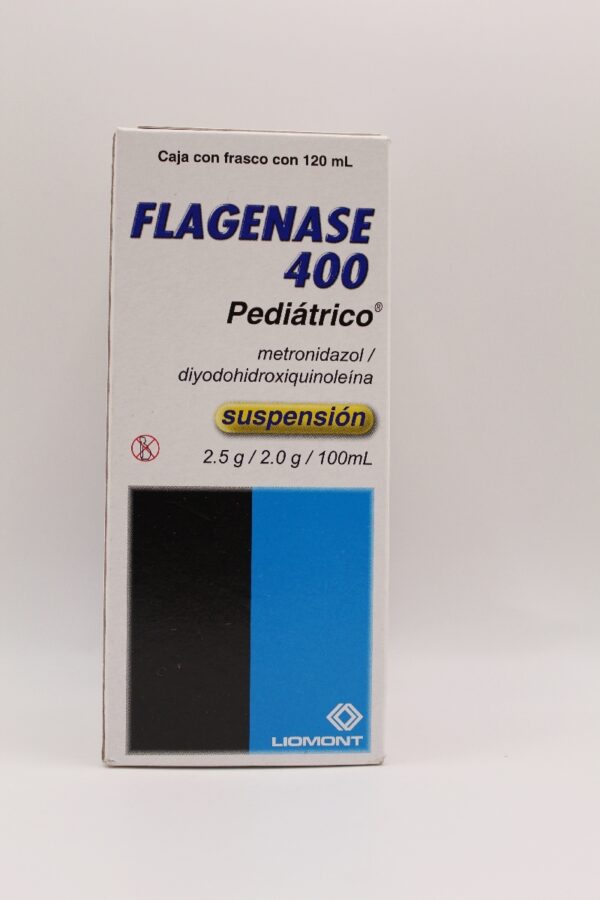 Caja con frasco con 120 mL
FLAGENASE
400
Pediátrico®
metronidazol /
diyodohidroxiquinoleína
suspensión
2.5 g / 2.0 g / 100mL
LIOMONT